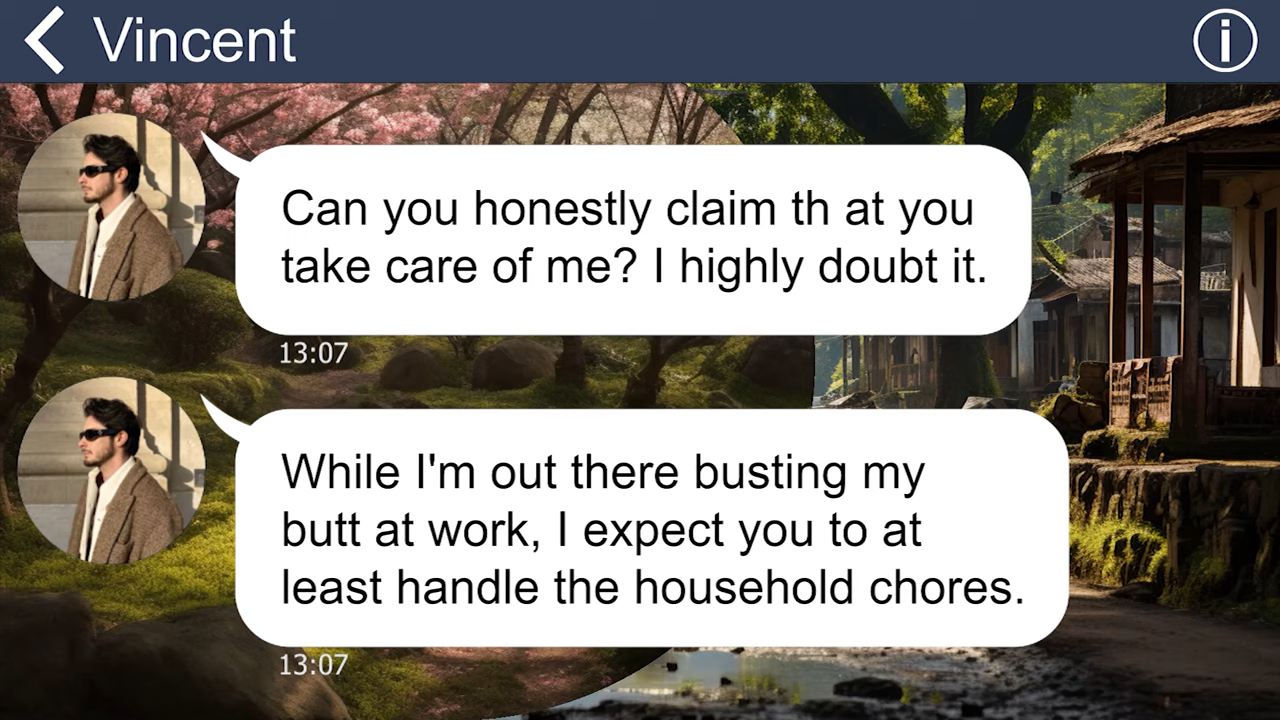 Vincent
Can you honestly claim th at you
take care of me? I highly doubt it.
13:07
While I'm out there busting my
butt at work, I expect you to at
least handle the household chores.
13:07